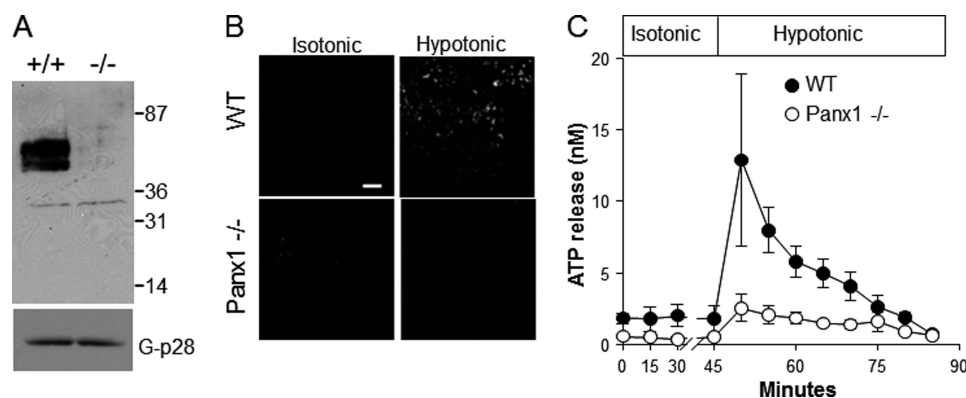 A
+/+ -/-
-87
-36
-31
-14
G-p28
B
Isotonic Hypotonic
WT
Panx1 -/-
C
Isotonic Hypotonic
20
15
10
5
0
ATP release (nM)
WT
Panx1 -/-
0 15 30 45 60 75 90
Minutes